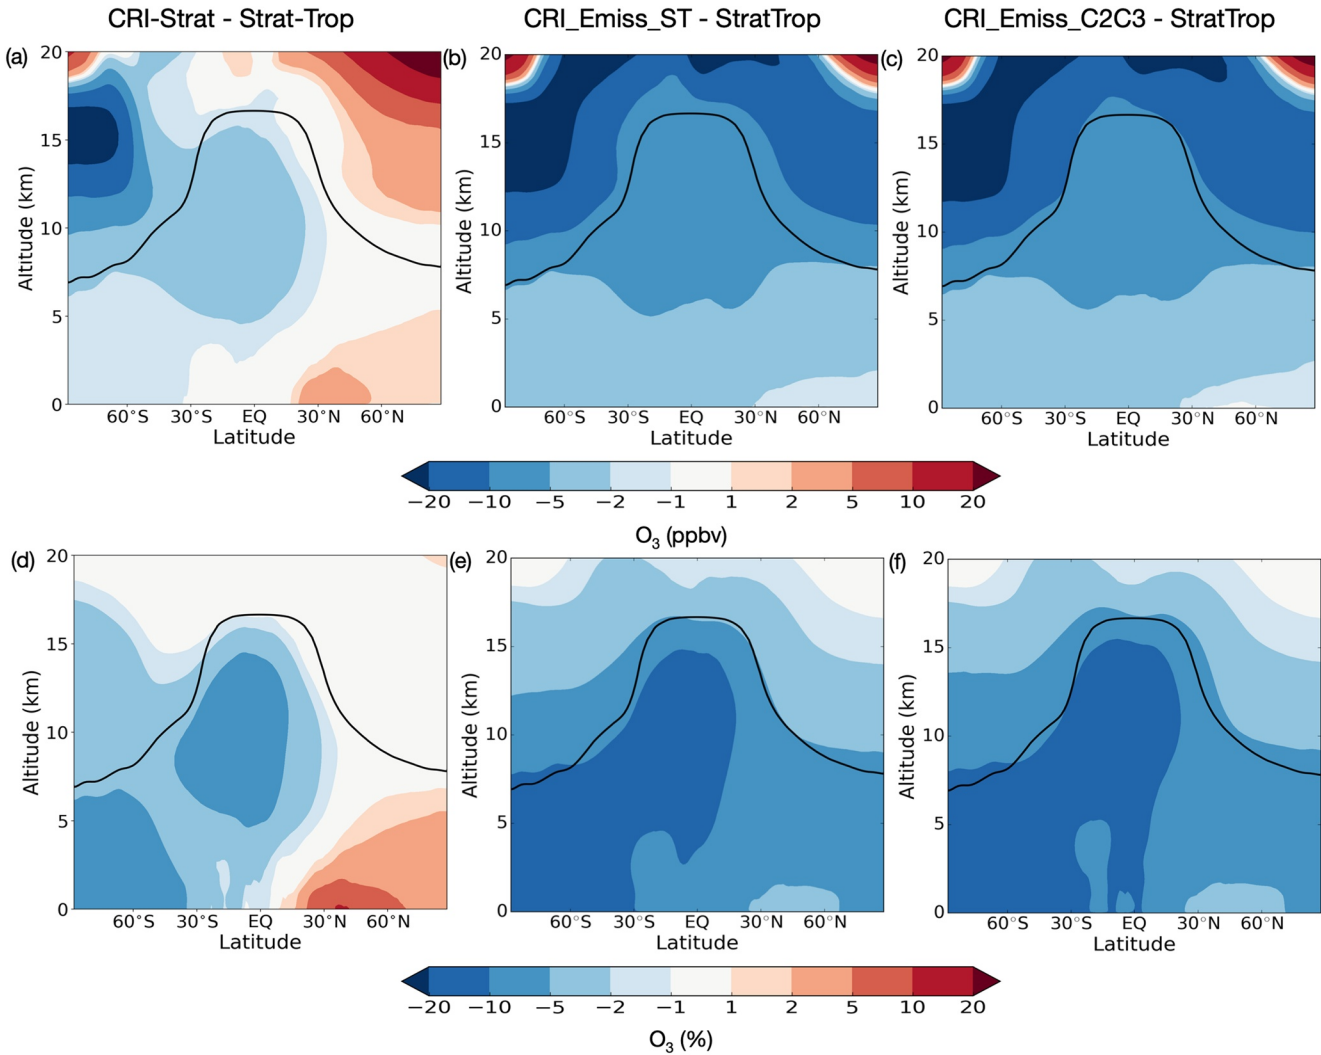 CRI-Strat - Strat-Trop
CRI_Emiss_ST - StratTrop
CRI_Emiss_C2C3 - StratTrop
(a)
20
15
10
5
0
Altitude (km)
60°S 30°S EQ 30°N 60°N
Latitude
(b)
20
15
10
5
0
Altitude (km)
60°S 30°S EQ 30°N 60°N
Latitude
(c)
20
15
10
5
0
Altitude (km)
60°S 30°S EQ 30°N 60°N
Latitude
−20 −10 −5 −2 −1 1 2 5 10 20
O₃ (ppbv)
(d)
20
15
10
5
0
Altitude (km)
60°S 30°S EQ 30°N 60°N
Latitude
(e)
20
15
10
5
0
Altitude (km)
60°S 30°S EQ 30°N 60°N
Latitude
(f)
20
15
10
5
0
Altitude (km)
60°S 30°S EQ 30°N 60°N
Latitude
−20 −10 −5 −2 −1 1 2 5 10 20
O₃ (%)